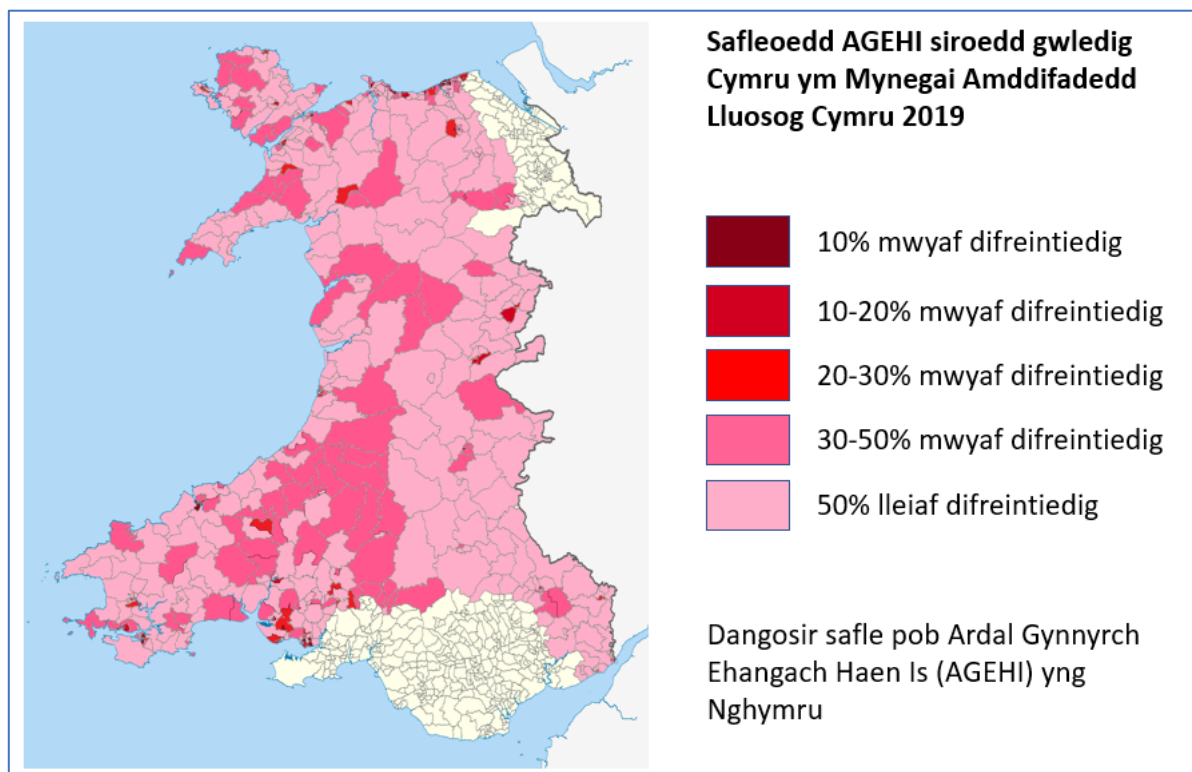 Safleoedd AGEHI siroedd gwledig
Cymru ym Mynegai Amddifadedd
Lluosog Cymru 2019
10% mwyaf difreintiedig
10-20% mwyaf difreintiedig
20-30% mwyaf difreintiedig
30-50% mwyaf difreintiedig
50% lleiaf difreintiedig
Dangosir safle pob Ardal Gynnyrch
Ehangach Haen Is (AGEHI) yng
Nghymru